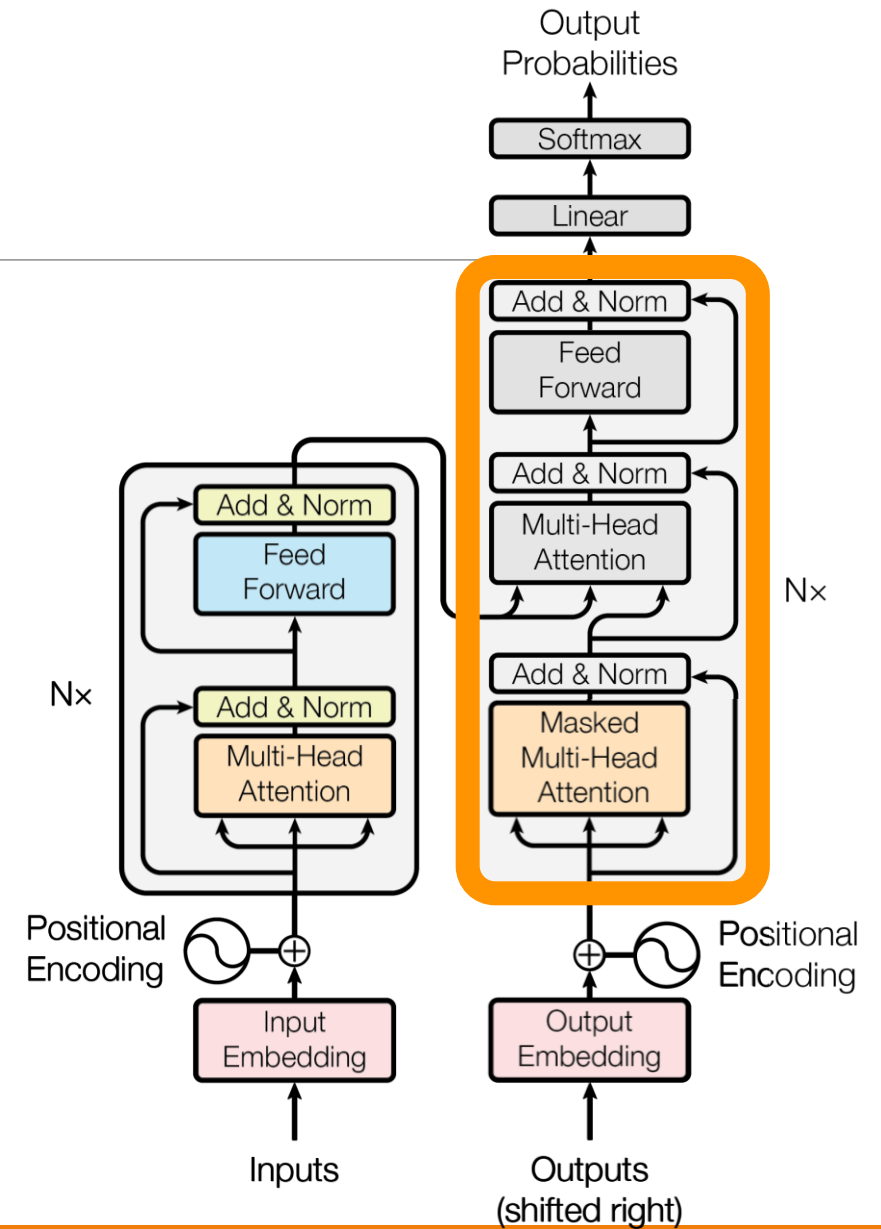 Output
Probabilities
Softmax
Linear
Add & Norm
Feed
Forward
Add & Norm
Multi-Head
Attention
N×
Add & Norm
Masked
Multi-Head
Attention
Add & Norm
Feed
Forward
N×
Add & Norm
Multi-Head
Attention
Positional
Encoding
Positional
Encoding
Input
Embedding
Output
Embedding
Inputs
Outputs
(shifted right)